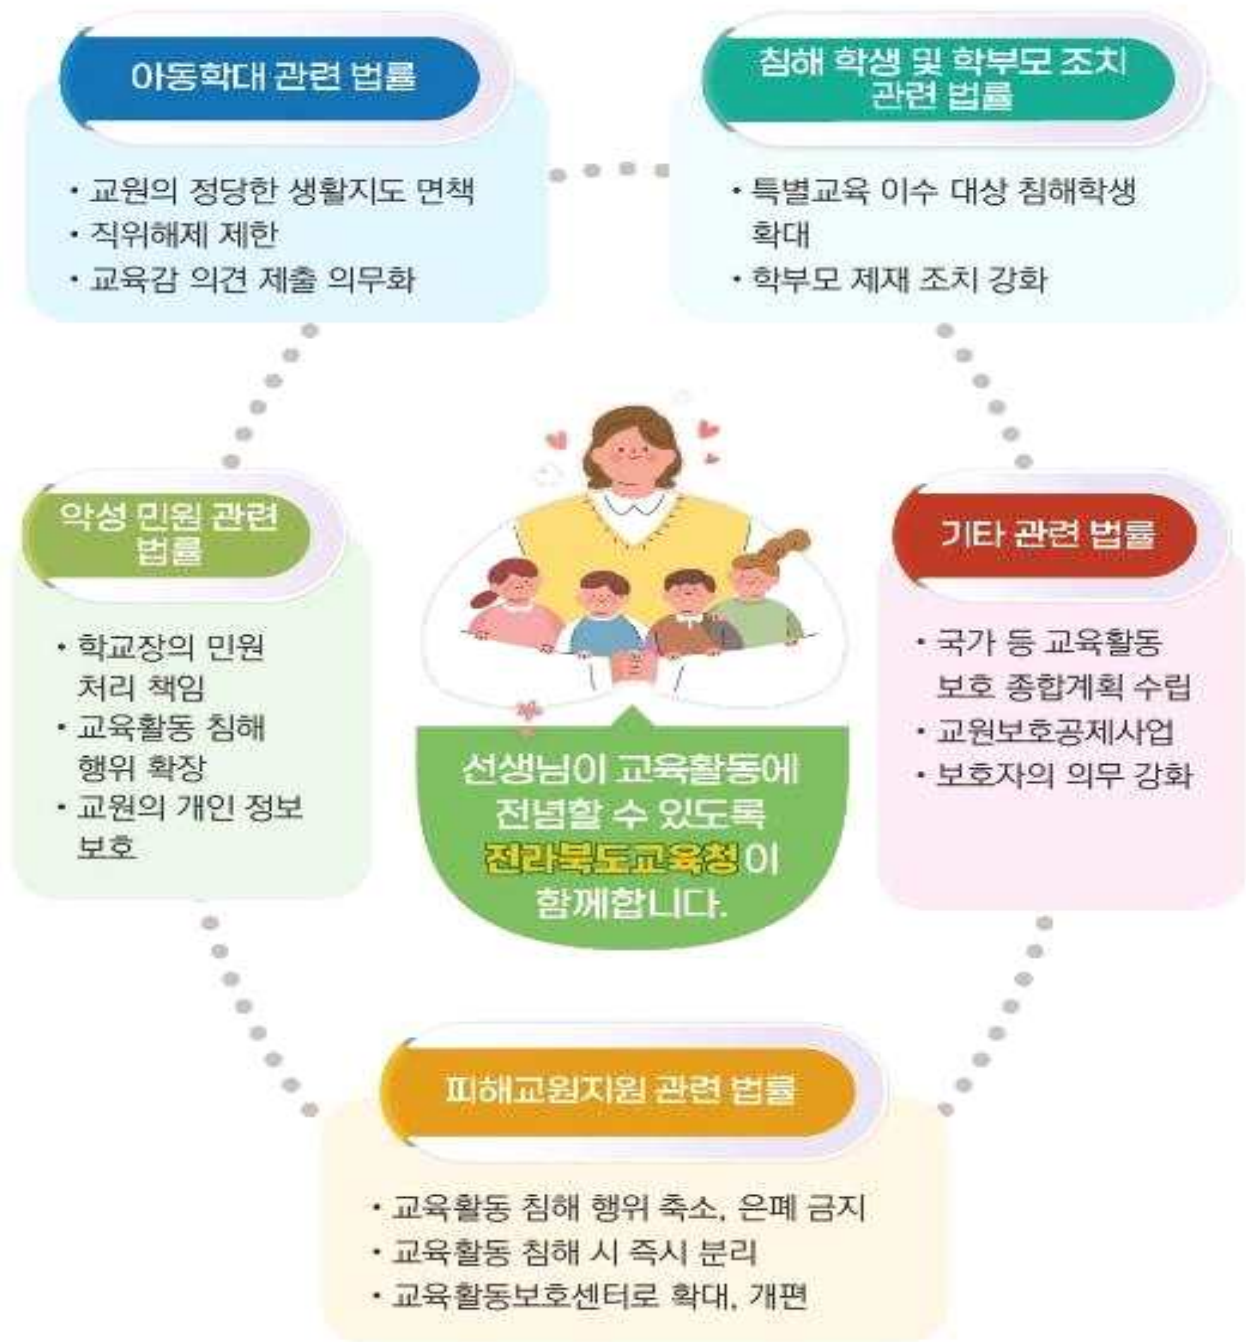 아동학대 관련 법률
• 교원의 정당한 생활지도 면책
• 직위해제 제한
• 교육감 의견 제출 의무화
침해 학생 및 학부모 조치
관련 법률
• 특별교육 이수 대상 침해학생
확대
• 학부모 제재 조치 강화
악성 민원 관련
법률
• 학교장의 민원
처리 책임
• 교육활동 침해
행위 확장
• 교원의 개인 정보
보호
선생님이 교육활동에
전념할 수 있도록
전라북도교육청이
함께합니다.
기타 관련 법률
• 국가 등 교육활동
보호 종합계획 수립
• 교원보호공제사업
• 보호자의 의무 강화
피해교원지원 관련 법률
• 교육활동 침해 행위 축소, 은폐 금지
• 교육활동 침해 시 즉시 분리
• 교육활동보호센터로 확대, 개편